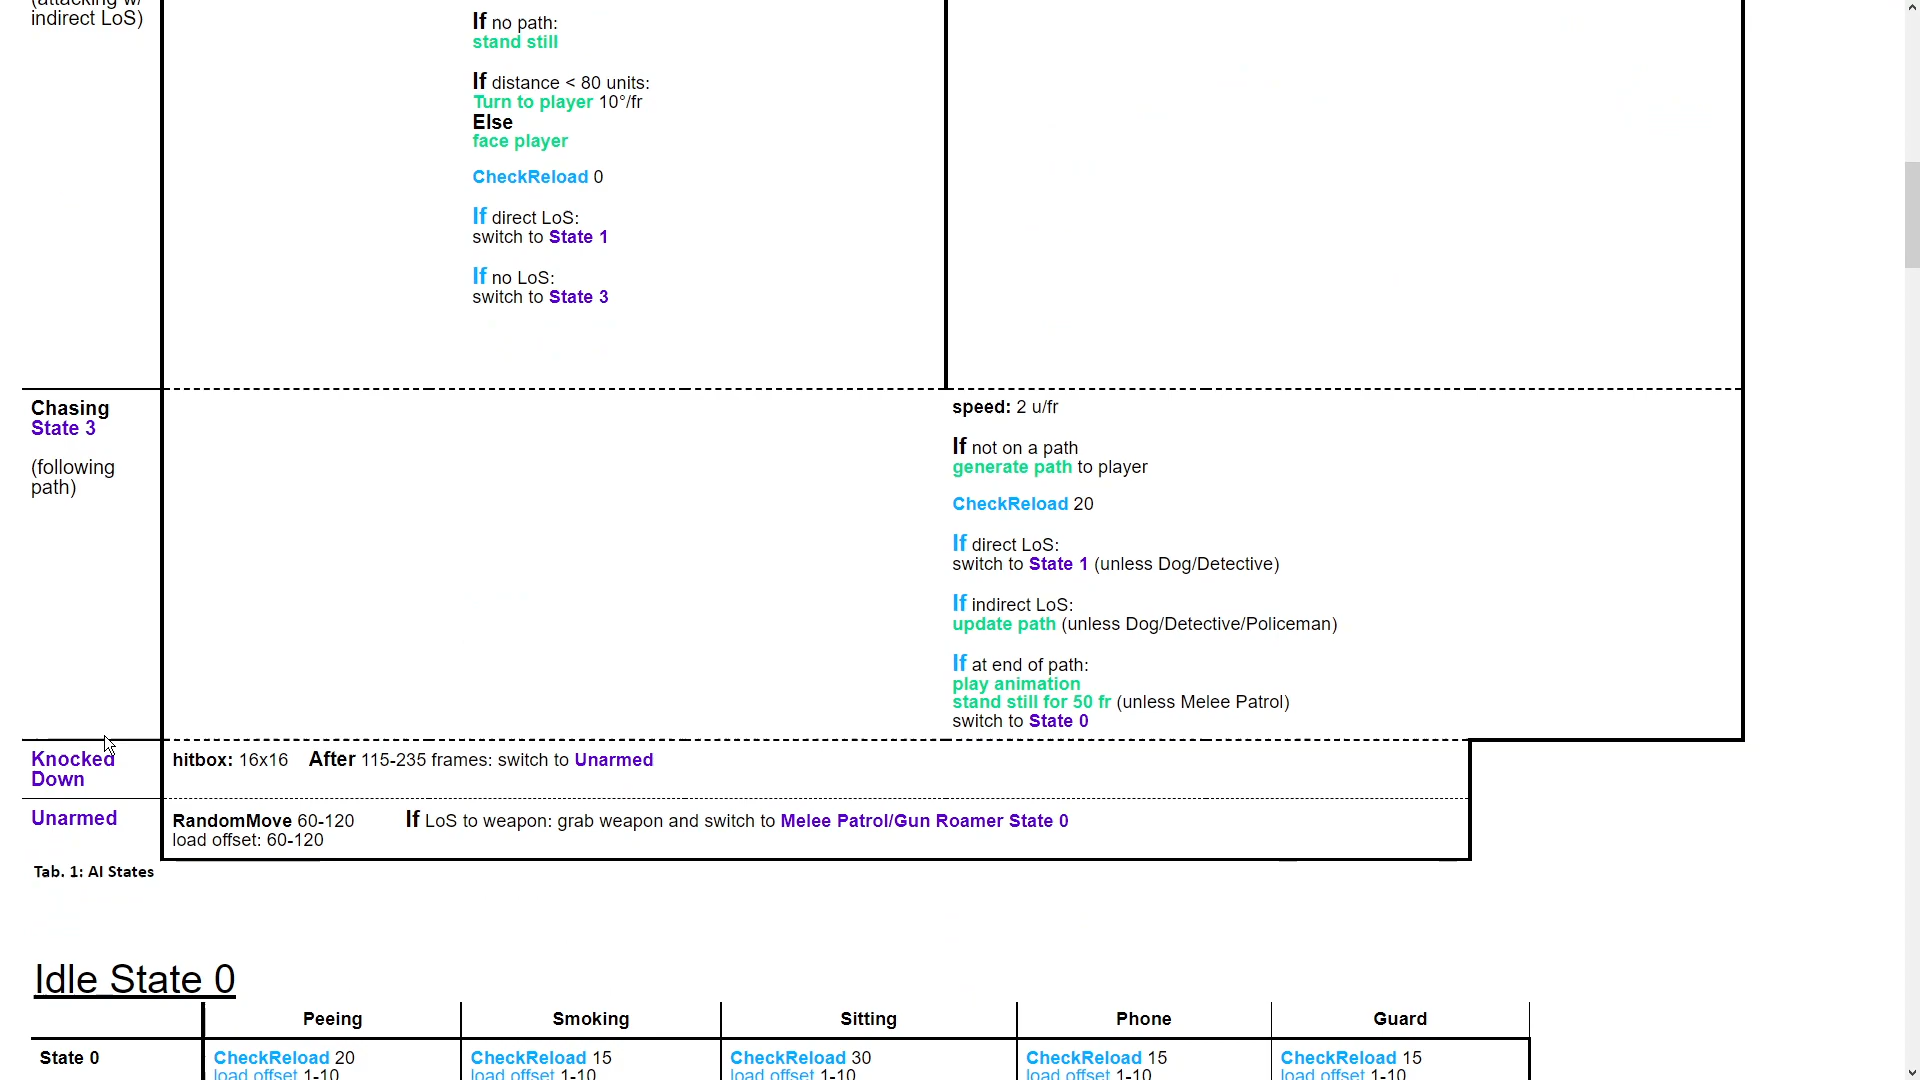 (attacking w/
indirect LoS)
If no path:
stand still
If distance < 80 units:
Turn to player 10°/fr
Else
face player
CheckReload 0
If direct LoS:
switch to State 1
If no LoS:
switch to State 3
Chasing
State 3
(following
path)
speed: 2 u/fr
If not on a path
generate path to player
CheckReload 20
If direct LoS:
switch to State 1 (unless Dog/Detective)
If indirect LoS:
update path (unless Dog/Detective/Policeman)
If at end of path:
play animation
stand still for 50 fr (unless Melee Patrol)
switch to State 0
Knocked
Down
hitbox: 16x16 After 115-235 frames: switch to Unarmed
Unarmed
RandomMove 60-120 If LoS to weapon: grab weapon and switch to Melee Patrol/Gun Roamer State 0
load offset: 60-120
Tab. 1: AI States
Idle State 0
Peeing Smoking Sitting Phone Guard
State 0 CheckReload 20 CheckReload 15 CheckReload 30 CheckReload 15 CheckReload 15
load offset 1-10 load offset 1-10 load offset 1-10 load offset 1-10 load offset 1-10